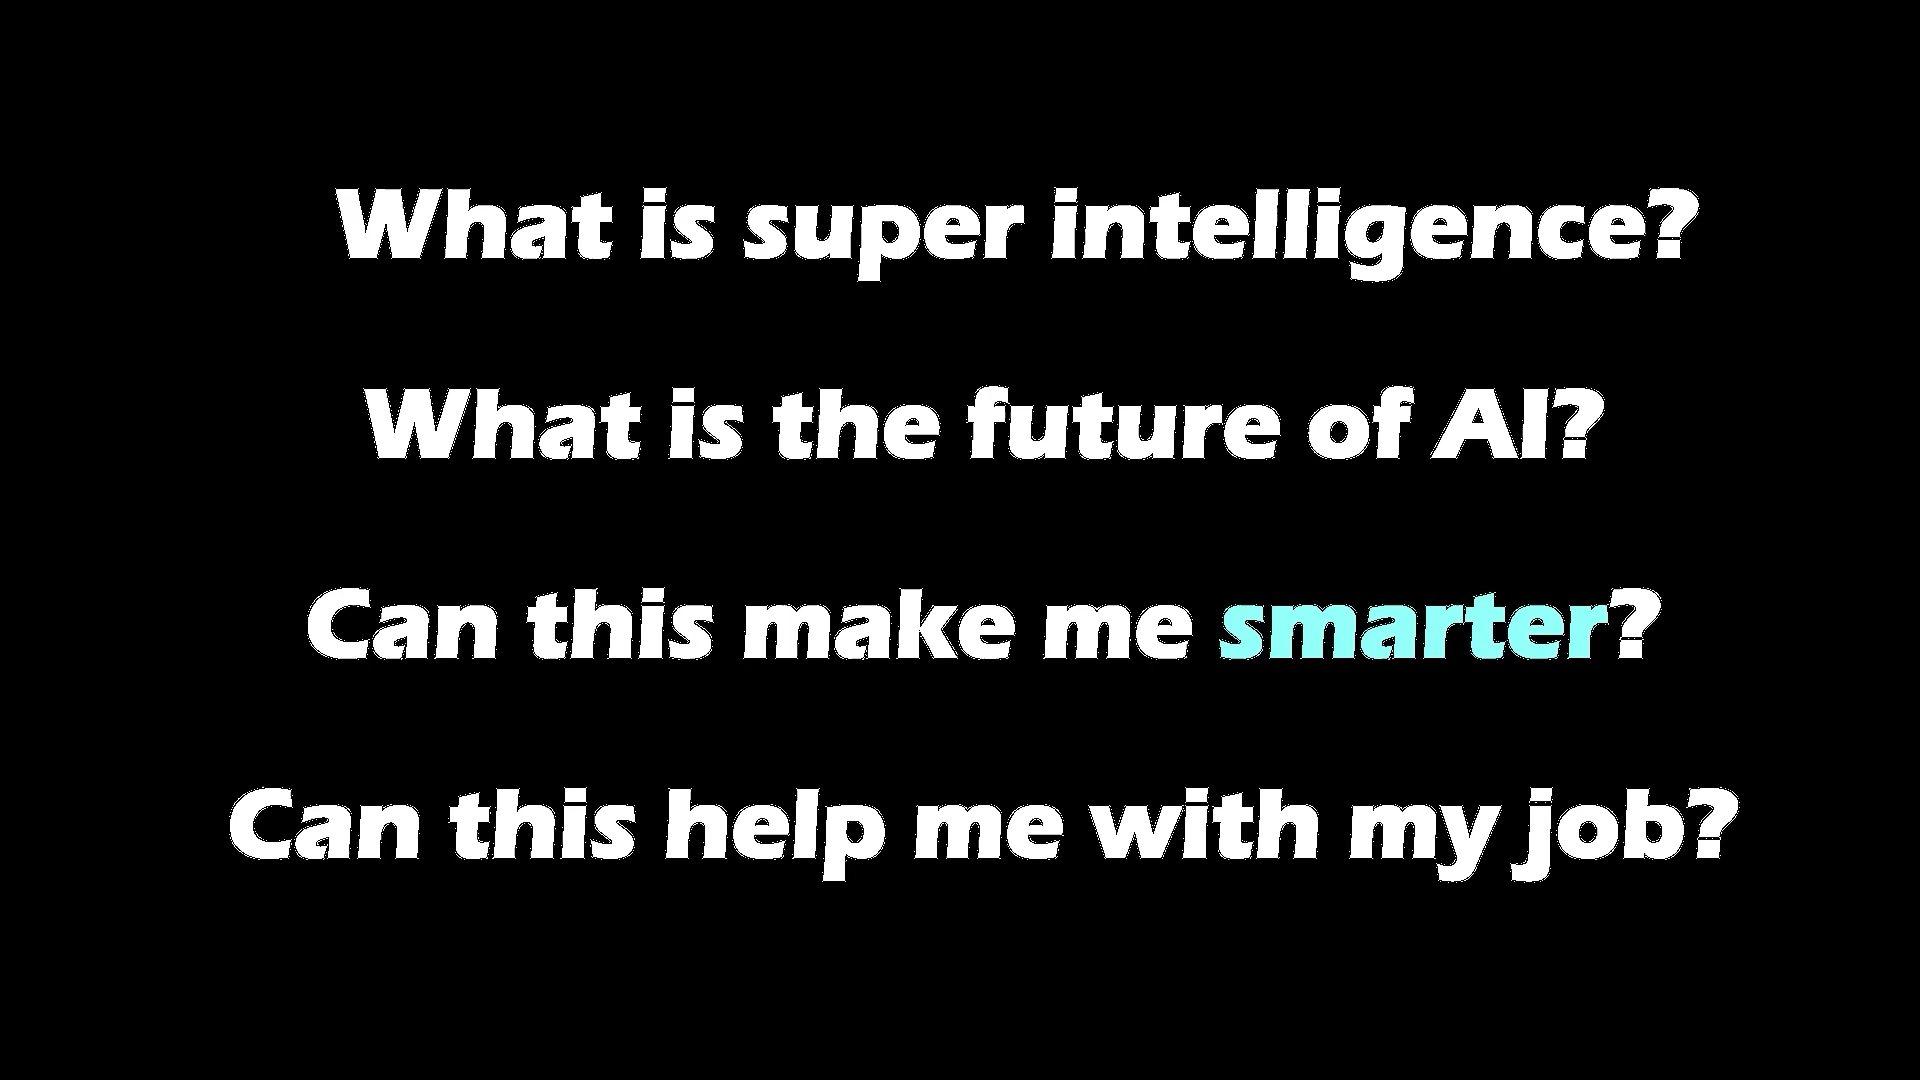 What is super intelligence?
What is the future of AI?
Can this make me smarter?
Can this help me with my job?